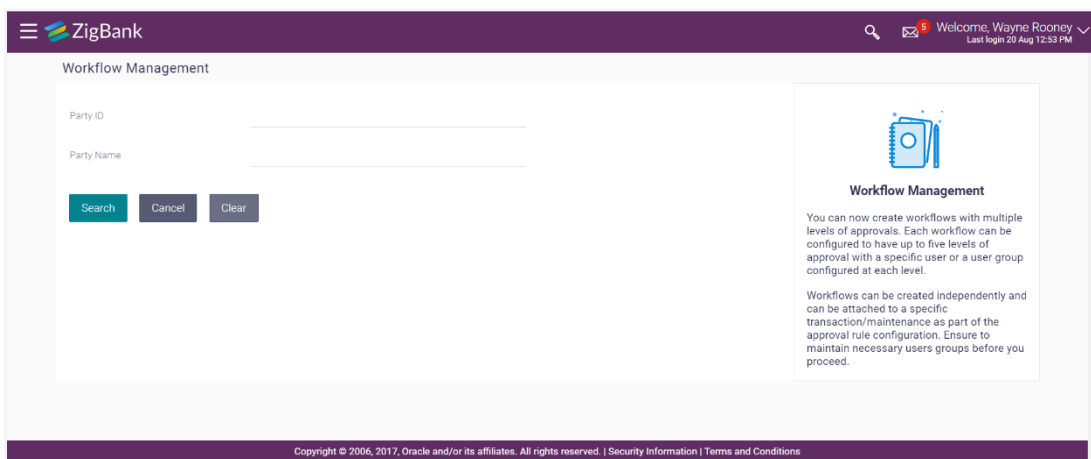 ZigBank
5
Welcome, Wayne Rooney
Last login 20 Aug 12:53 PM
Workflow Management
Party ID
Party Name
Search Cancel Clear
Workflow Management
You can now create workflows with multiple
levels of approvals. Each workflow can be
configured to have up to five levels of
approval with a specific user or a user group
configured at each level.
Workflows can be created independently and
can be attached to a specific
transaction/maintenance as part of the
approval rule configuration. Ensure to
maintain necessary users groups before you
proceed.
Copyright © 2006, 2017, Oracle and/or its affiliates. All rights reserved. | Security Information | Terms and Conditions